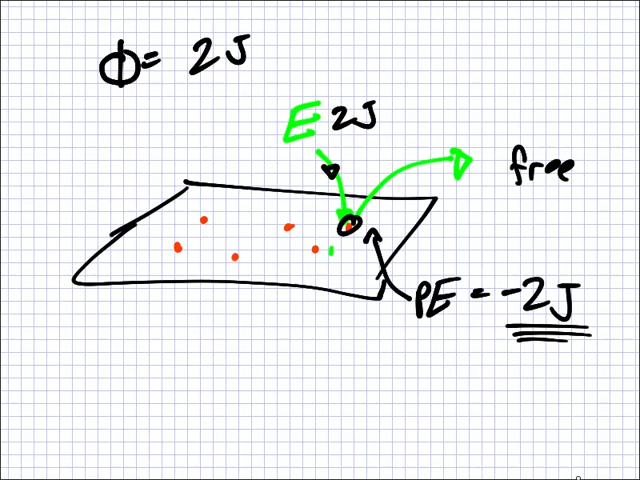 Φ = 2J
E 2J
free
PE = -2J